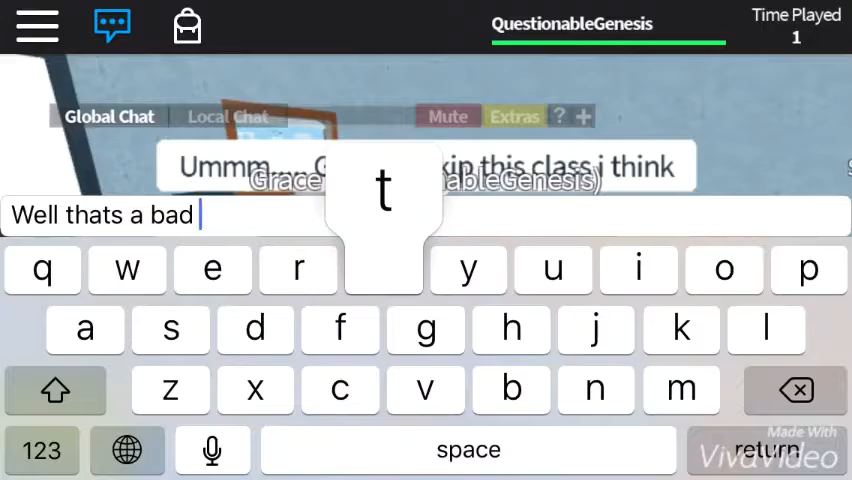 QuestionableGenesis
Time Played
1
Global Chat
Local Chat
Mute
Extras
? +
Ummm..... this class i think
Grace
Well thats a bad
t
q w e r y u i o p
a s d f g h j k l
z x c v b n m
123
space
return
Made With
VivaVideo